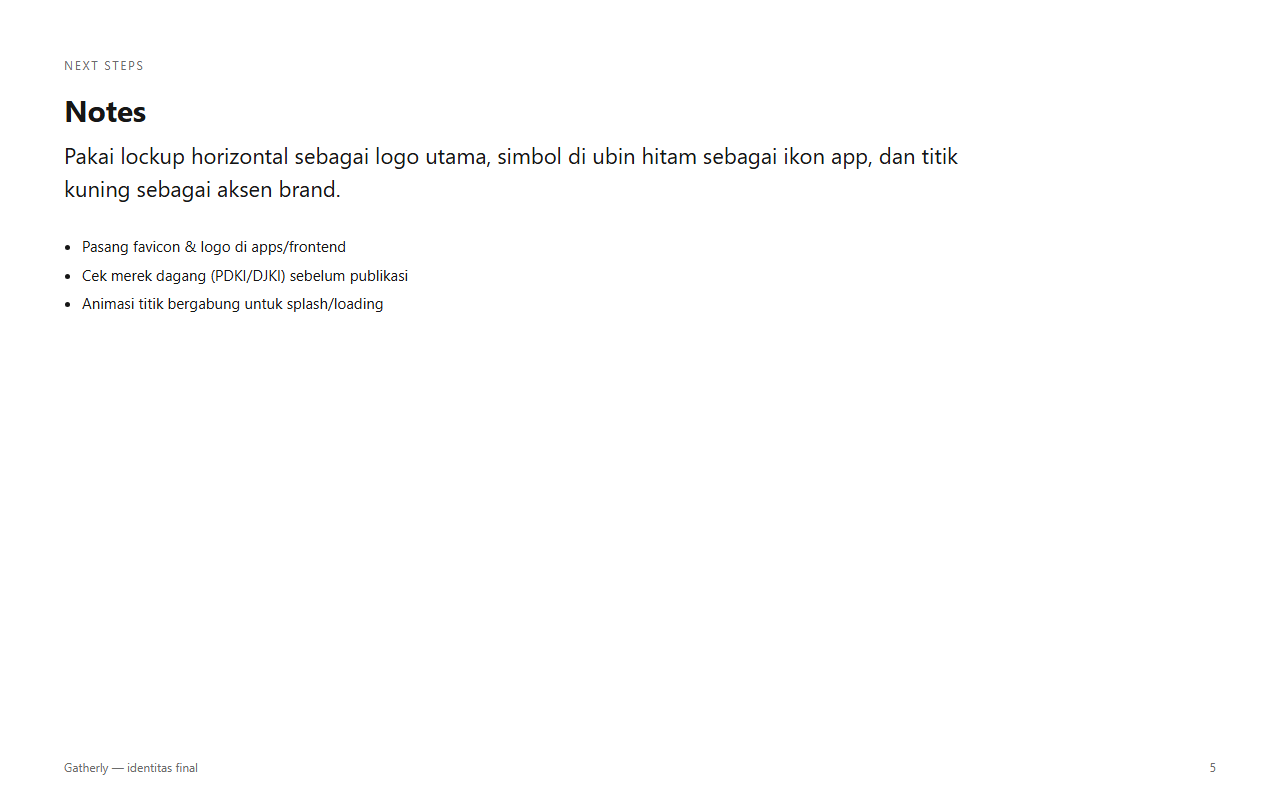 NEXT STEPS
Notes
Pakai lockup horizontal sebagai logo utama, simbol di ubin hitam sebagai ikon app, dan titik
kuning sebagai aksen brand.
• Pasang favicon & logo di apps/frontend
• Cek merek dagang (PDKI/DJKI) sebelum publikasi
• Animasi titik bergabung untuk splash/loading
Gatherly — identitas final
5